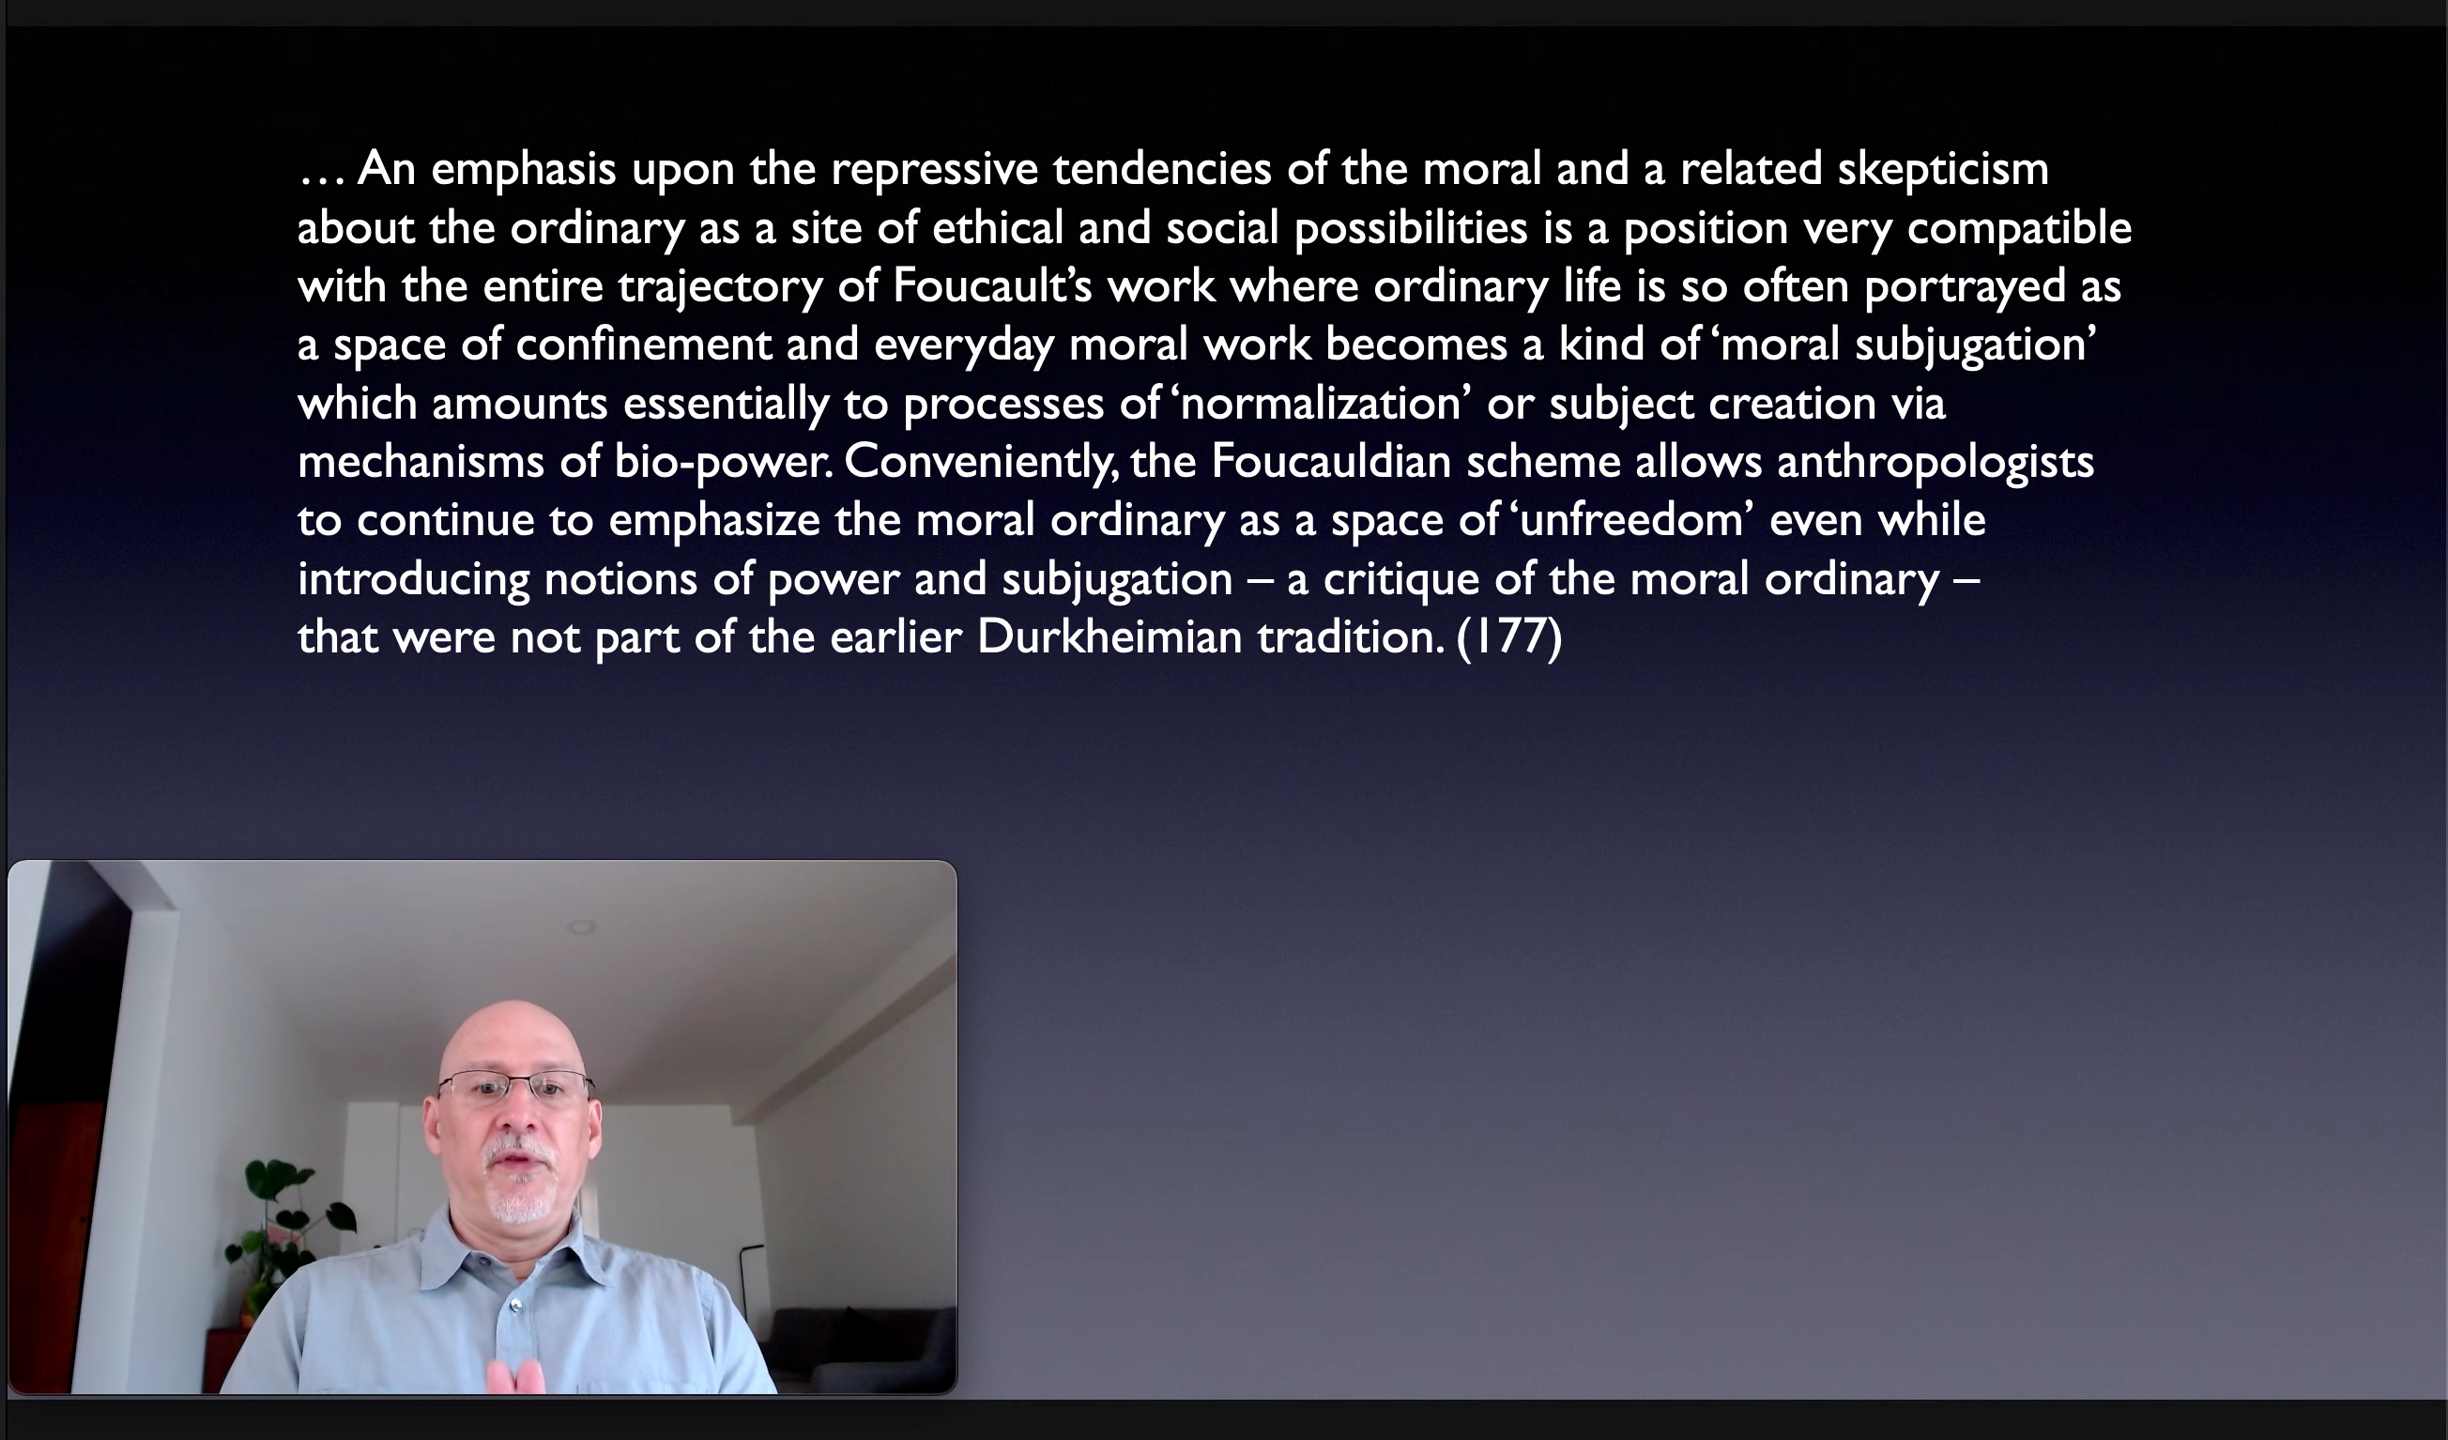 … An emphasis upon the repressive tendencies of the moral and a related skepticism
about the ordinary as a site of ethical and social possibilities is a position very compatible
with the entire trajectory of Foucault’s work where ordinary life is so often portrayed as
a space of confinement and everyday moral work becomes a kind of ‘moral subjugation’
which amounts essentially to processes of ‘normalization’ or subject creation via
mechanisms of bio-power. Conveniently, the Foucauldian scheme allows anthropologists
to continue to emphasize the moral ordinary as a space of ‘unfreedom’ even while
introducing notions of power and subjugation – a critique of the moral ordinary –
that were not part of the earlier Durkheimian tradition. (177)